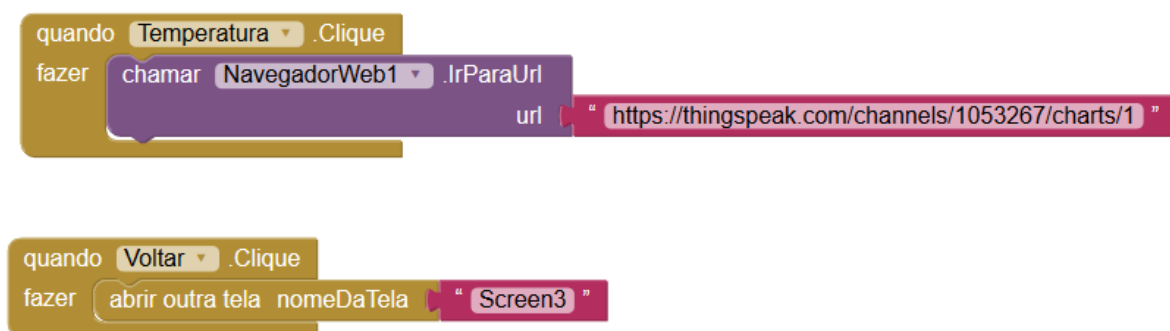 quando Temperatura .Clique
fazer chamar NavegadorWeb1 .IrParaUrl
url " https://thingspeak.com/channels/1053267/charts/1 "
quando Voltar .Clique
fazer abrir outra tela nomeDaTela " Screen3 "